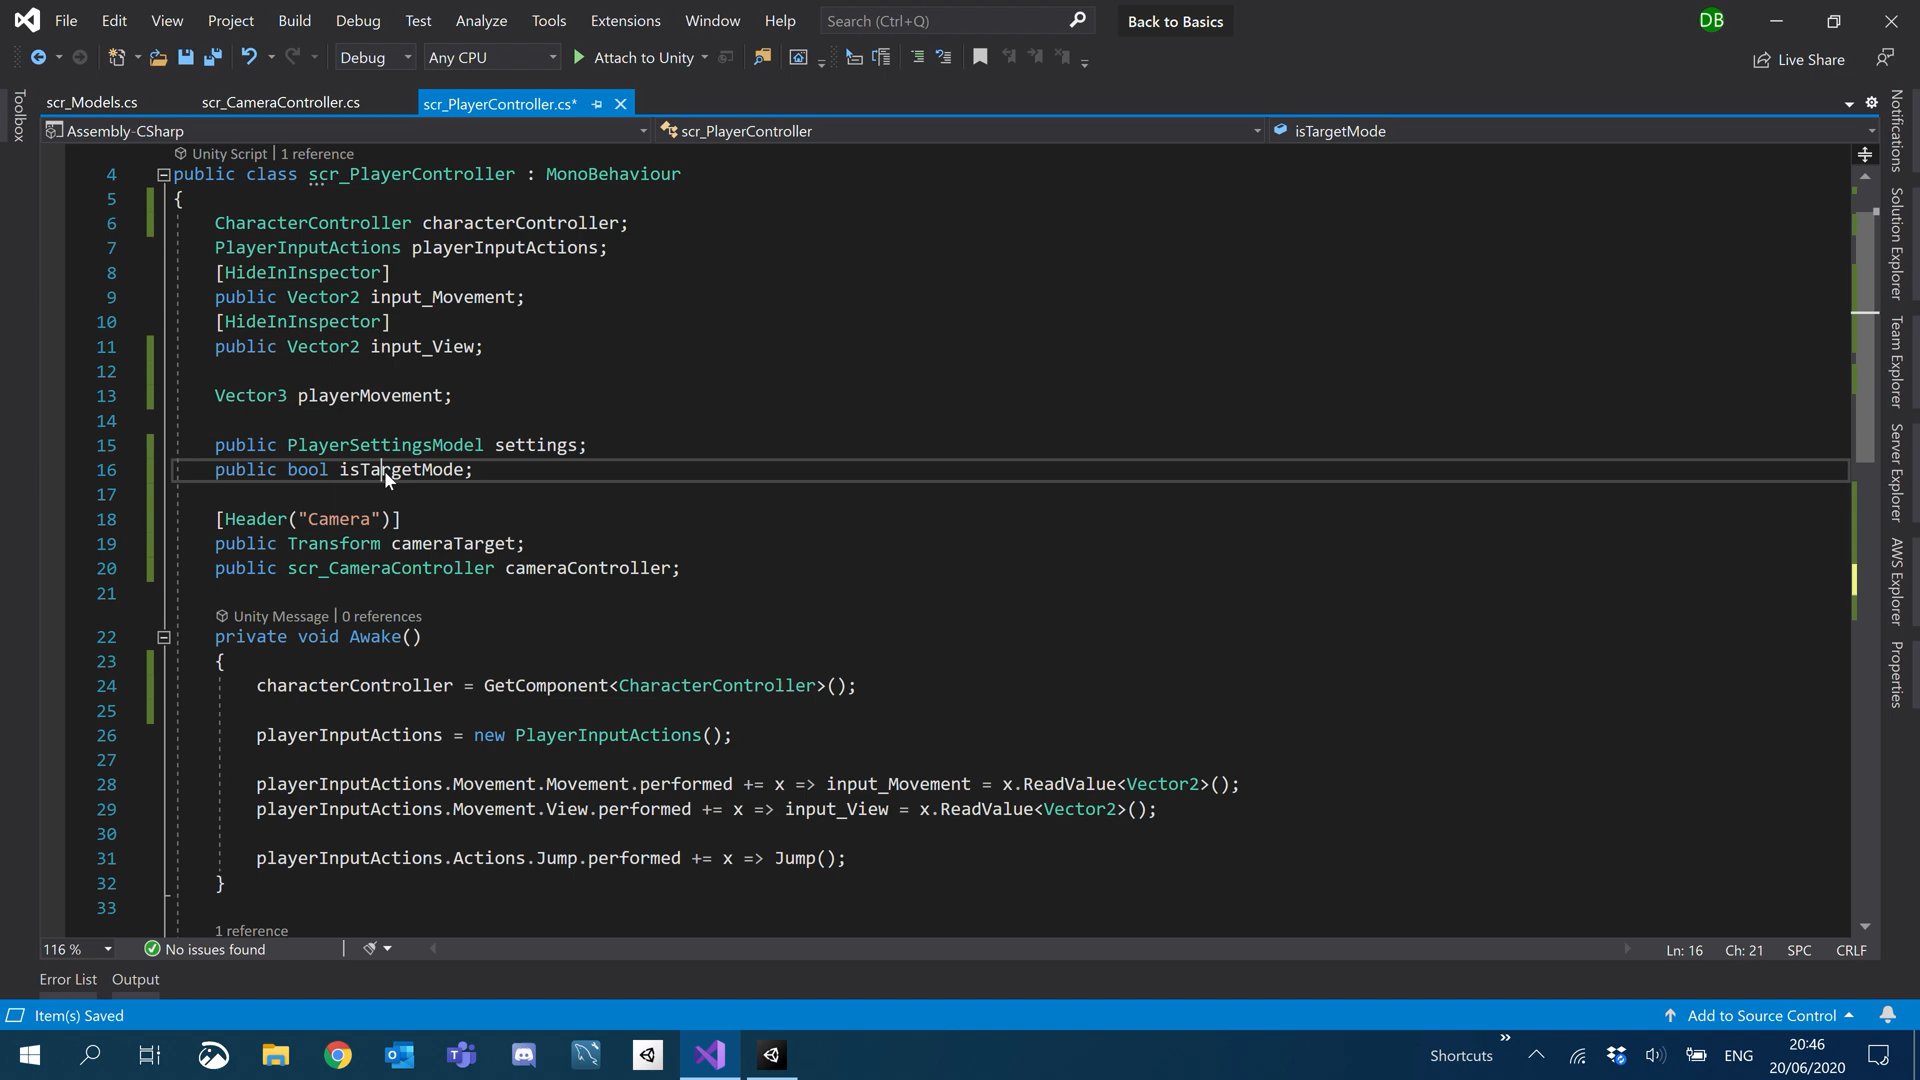 File Edit View Project Build Debug Test Analyze Tools Extensions Window Help Search (Ctrl+Q) Back to Basics DB
Debug Any CPU Attach to Unity Live Share
Toolbox
scr_Models.cs scr_CameraController.cs scr_PlayerController.cs*
Assembly-CSharp scr_PlayerController isTargetMode
Unity Script | 1 reference
4 public class scr_PlayerController : MonoBehaviour
5 {
6 CharacterController characterController;
7 PlayerInputActions playerInputActions;
8 [HideInInspector]
9 public Vector2 input_Movement;
10 [HideInInspector]
11 public Vector2 input_View;
12
13 Vector3 playerMovement;
14
15 public PlayerSettingsModel settings;
16 public bool isTargetMode;
17
18 [Header("Camera")]
19 public Transform cameraTarget;
20 public scr_CameraController cameraController;
21
Unity Message | 0 references
22 private void Awake()
23 {
24 characterController = GetComponent<CharacterController>();
25
26 playerInputActions = new PlayerInputActions();
27
28 playerInputActions.Movement.Movement.performed += x => input_Movement = x.ReadValue<Vector2>();
29 playerInputActions.Movement.View.performed += x => input_View = x.ReadValue<Vector2>();
30
31 playerInputActions.Actions.Jump.performed += x => Jump();
32 }
33
1 reference
Notifications
Solution Explorer
Team Explorer
Server Explorer
AWS Explorer
Properties
116 % No issues found Ln: 16 Ch: 21 SPC CRLF
Error List Output
Item(s) Saved Add to Source Control
Shortcuts ENG 20:46
20/06/2020